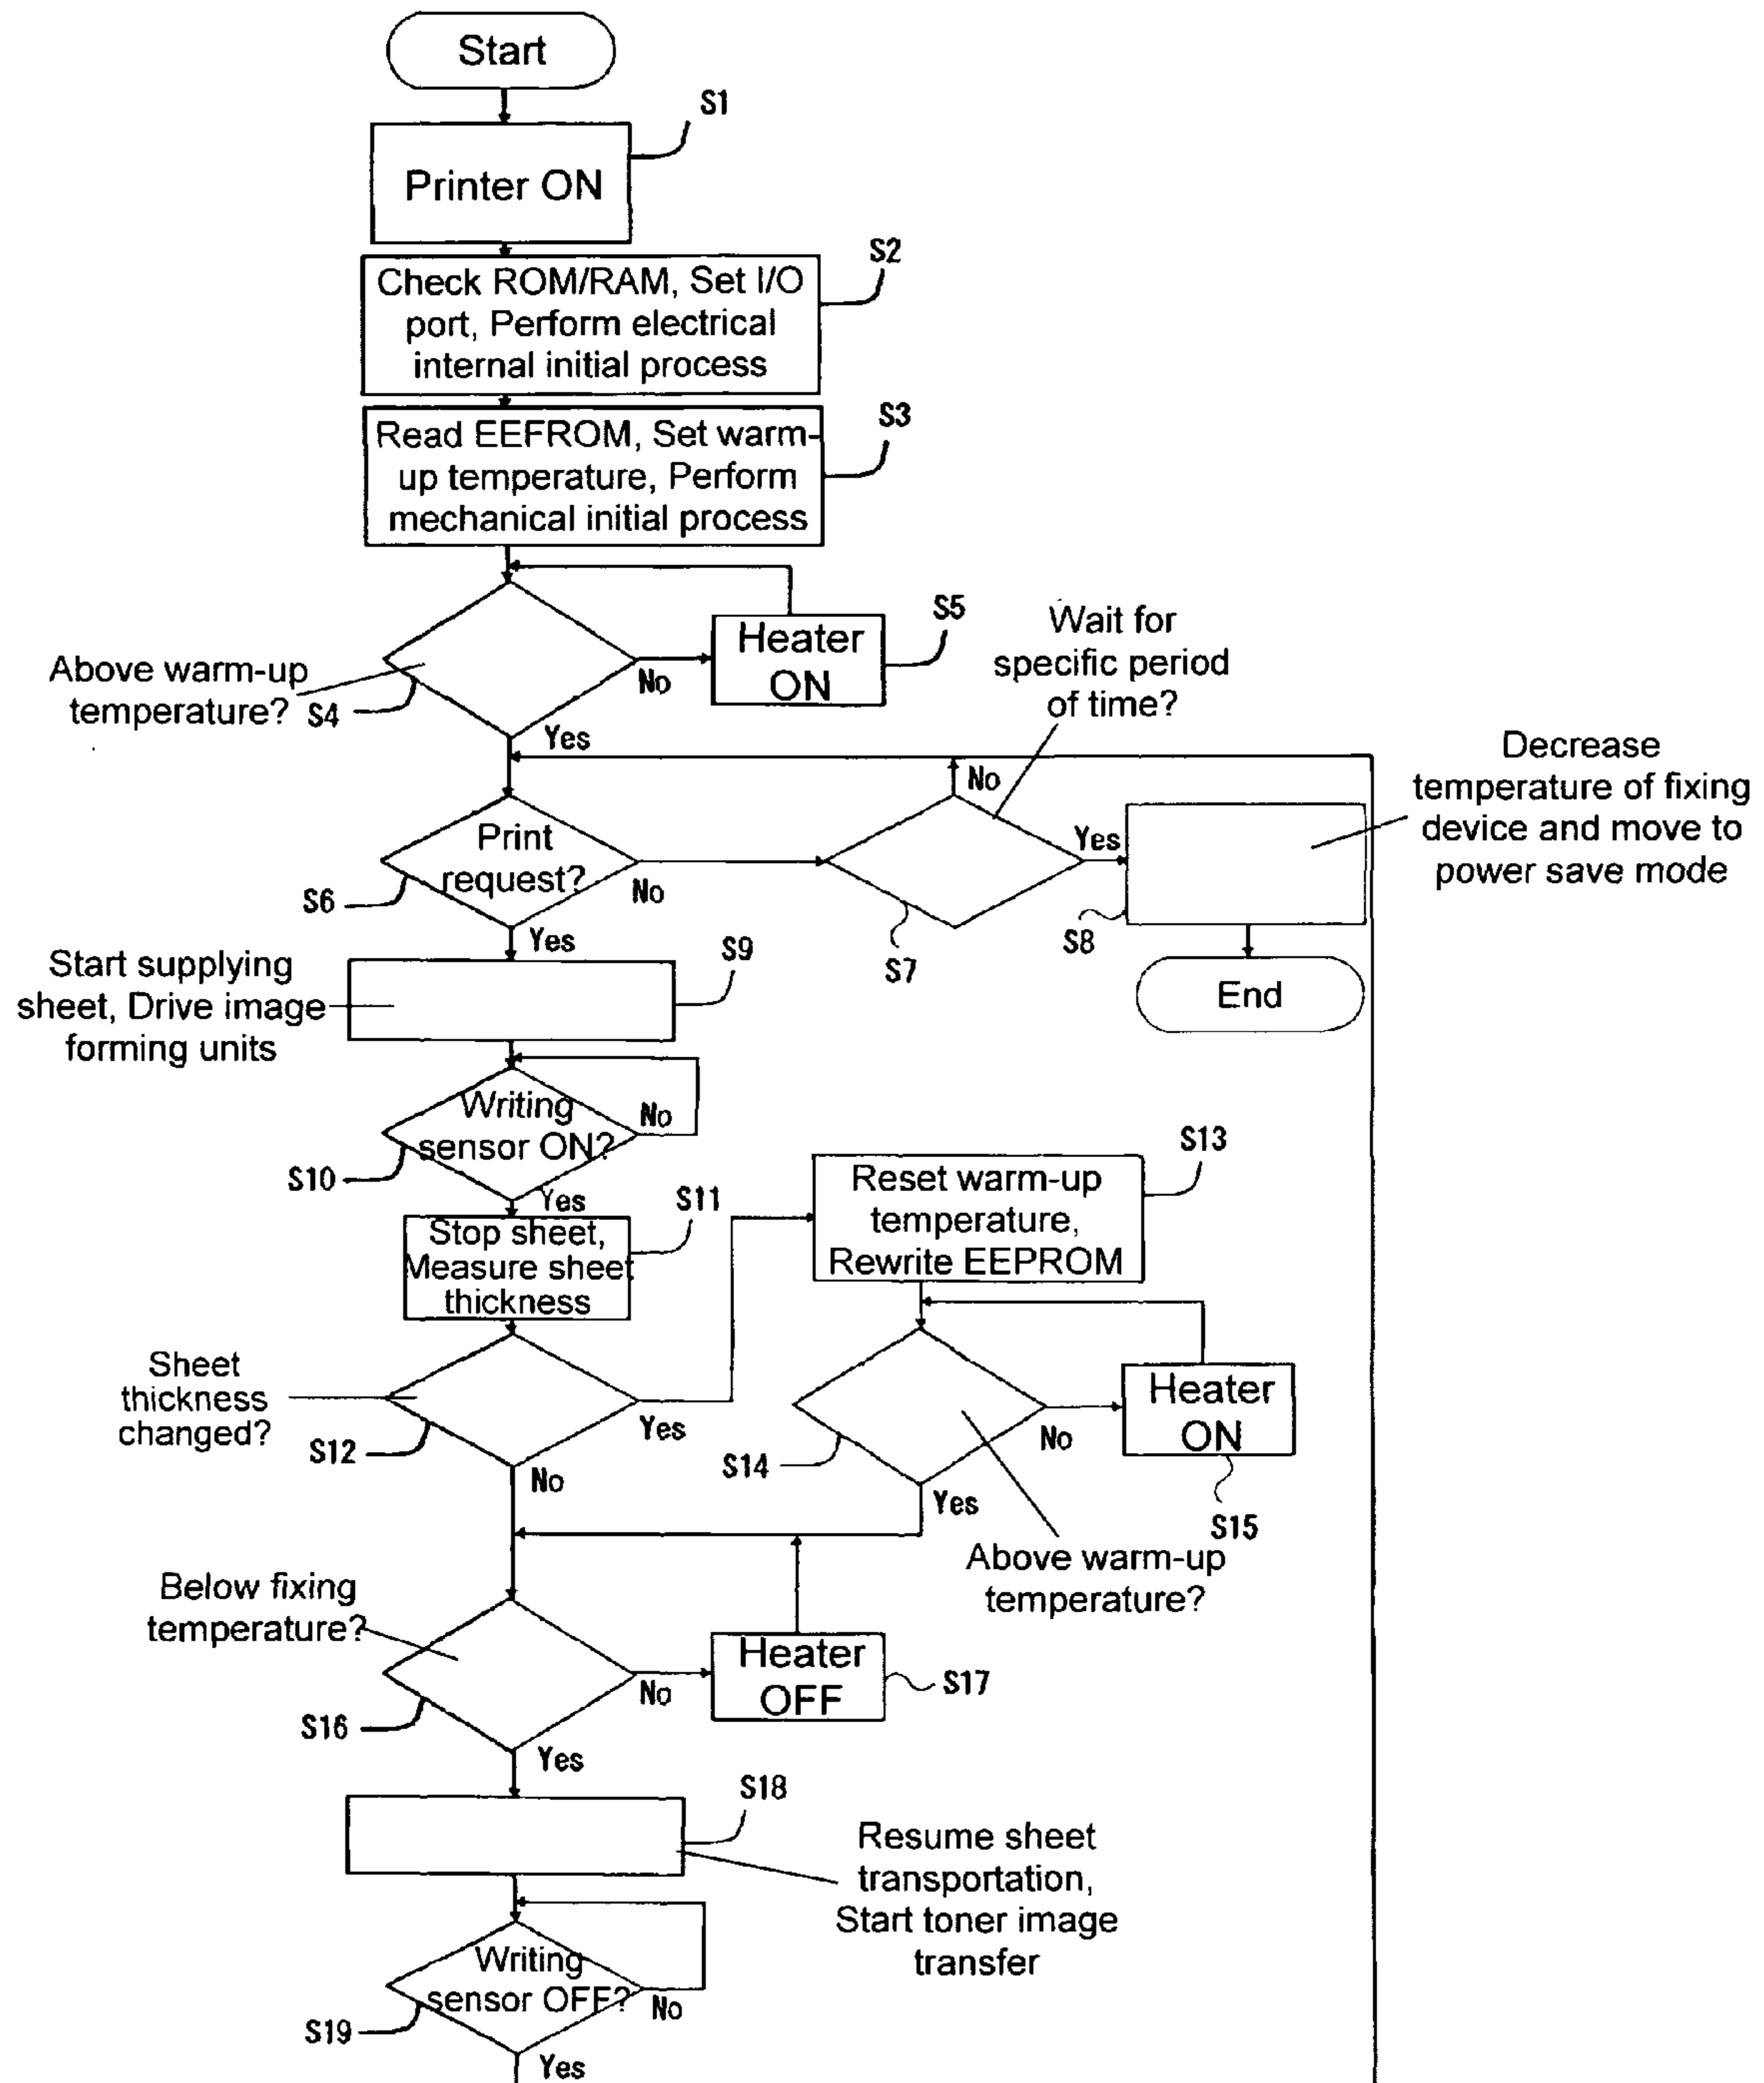 Start
S1
Printer ON
S2
Check ROM/RAM, Set I/O
port, Perform electrical
internal initial process
S3
Read EEFROM, Set warm-
up temperature, Perform
mechanical initial process
Above warm-up
temperature?
S4
No
Yes
S5
Heater
ON
Wait for
specific period
of time?
No
Yes
S7
Decrease
temperature of fixing
device and move to
power save mode
S8
End
Print
request?
S6
No
Yes
Start supplying
sheet, Drive image
forming units
S9
Writing
sensor ON?
No
S10
Yes
S11
Stop sheet,
Measure sheet
thickness
Sheet
thickness
changed?
S12
Yes
No
S13
Reset warm-up
temperature,
Rewrite EEPROM
S14
No
Yes
Heater
ON
S15
Above warm-up
temperature?
Below fixing
temperature?
S16
No
Yes
Heater
OFF
S17
S18
Resume sheet
transportation,
Start toner image
transfer
Writing
sensor OFF?
No
S19
Yes